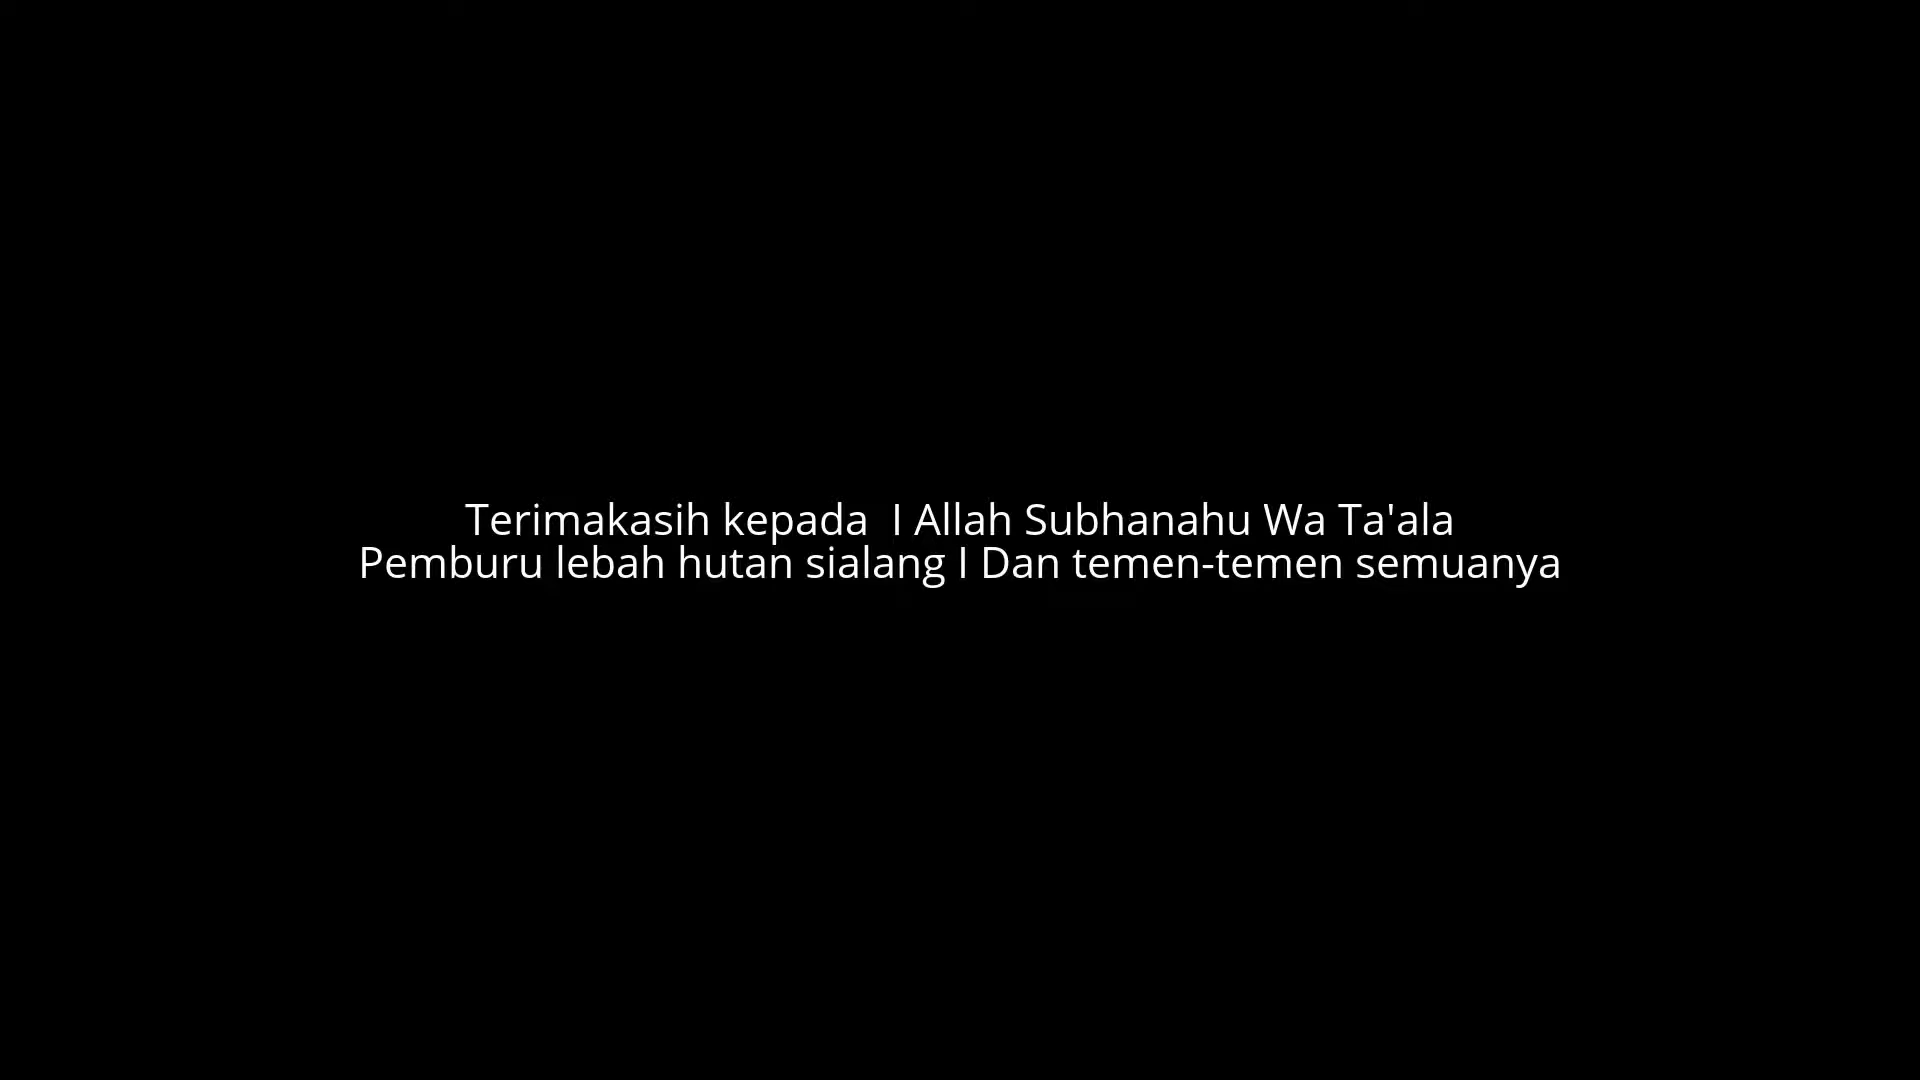 Terimakasih kepada  I Allah Subhanahu Wa Ta'ala
Pemburu lebah hutan sialang I Dan temen-temen semuanya